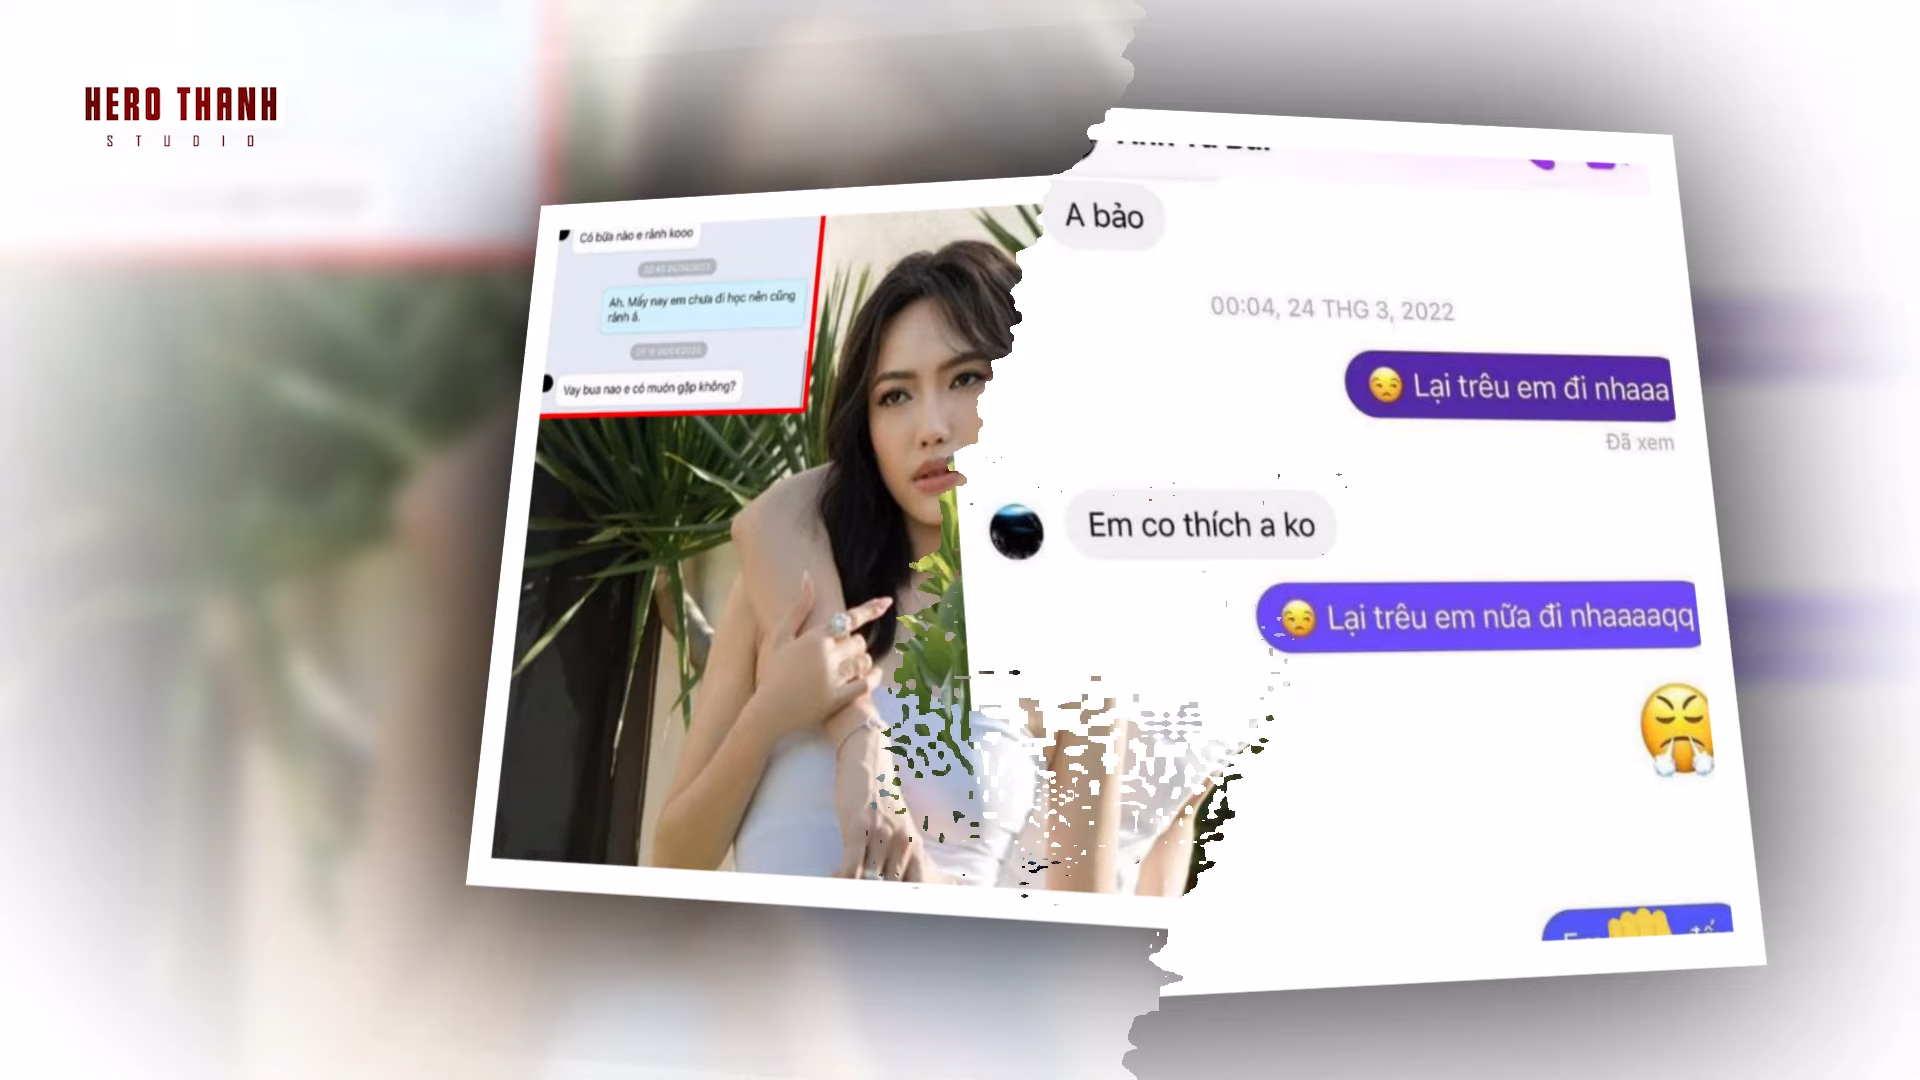 HERO THANH
STUDIO
Có bữa nào e rảnh kooo
Ah. Mấy nay em chưa đi học nên cũng
rảnh á.
Vay bua nao e có muón gặp không?
A bảo
00:04, 24 THG 3, 2022
Lại trêu em đi nhaaa
Đã xem
Em co thích a ko
Lại trêu em nữa đi nhaaaaqq